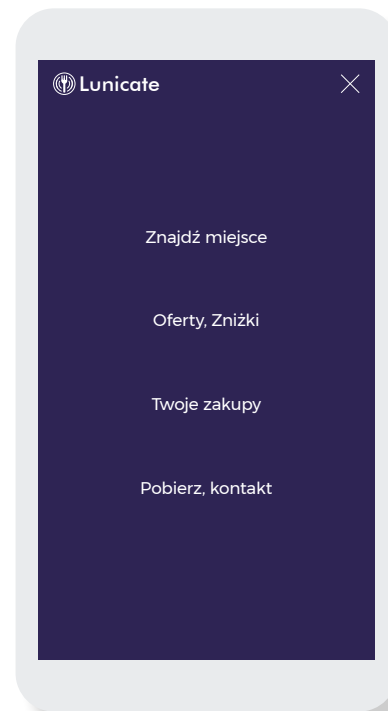 Lunicate
Znajdź miejsce
Oferty, Zniżki
Twoje zakupy
Pobierz, kontakt